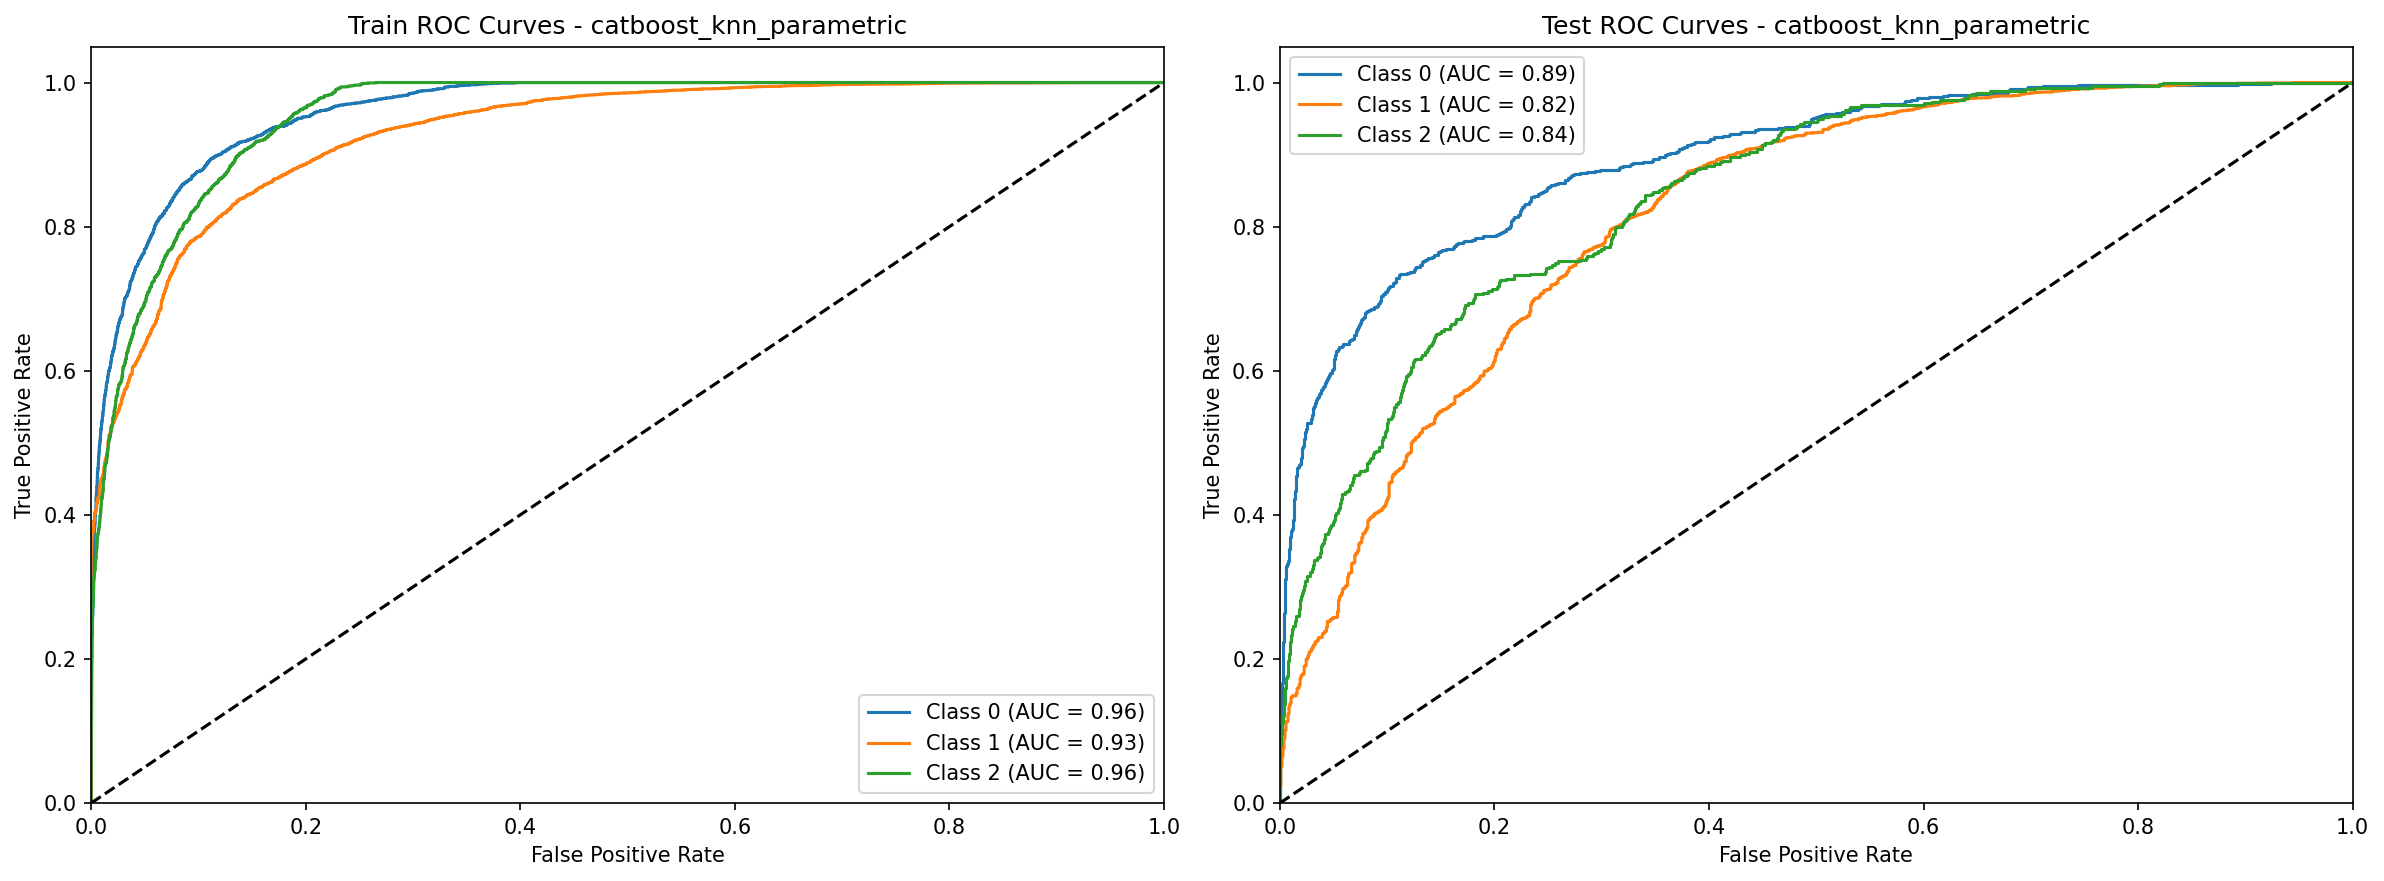 Train ROC Curves - catboost_knn_parametric
True Positive Rate
1.0
0.8
0.6
0.4
0.2
0.0
Class 0 (AUC = 0.96)
Class 1 (AUC = 0.93)
Class 2 (AUC = 0.96)
0.0 0.2 0.4 0.6 0.8 1.0
False Positive Rate
Test ROC Curves - catboost_knn_parametric
Class 0 (AUC = 0.89)
Class 1 (AUC = 0.82)
Class 2 (AUC = 0.84)
True Positive Rate
1.0
0.8
0.6
0.4
0.2
0.0
0.0 0.2 0.4 0.6 0.8 1.0
False Positive Rate